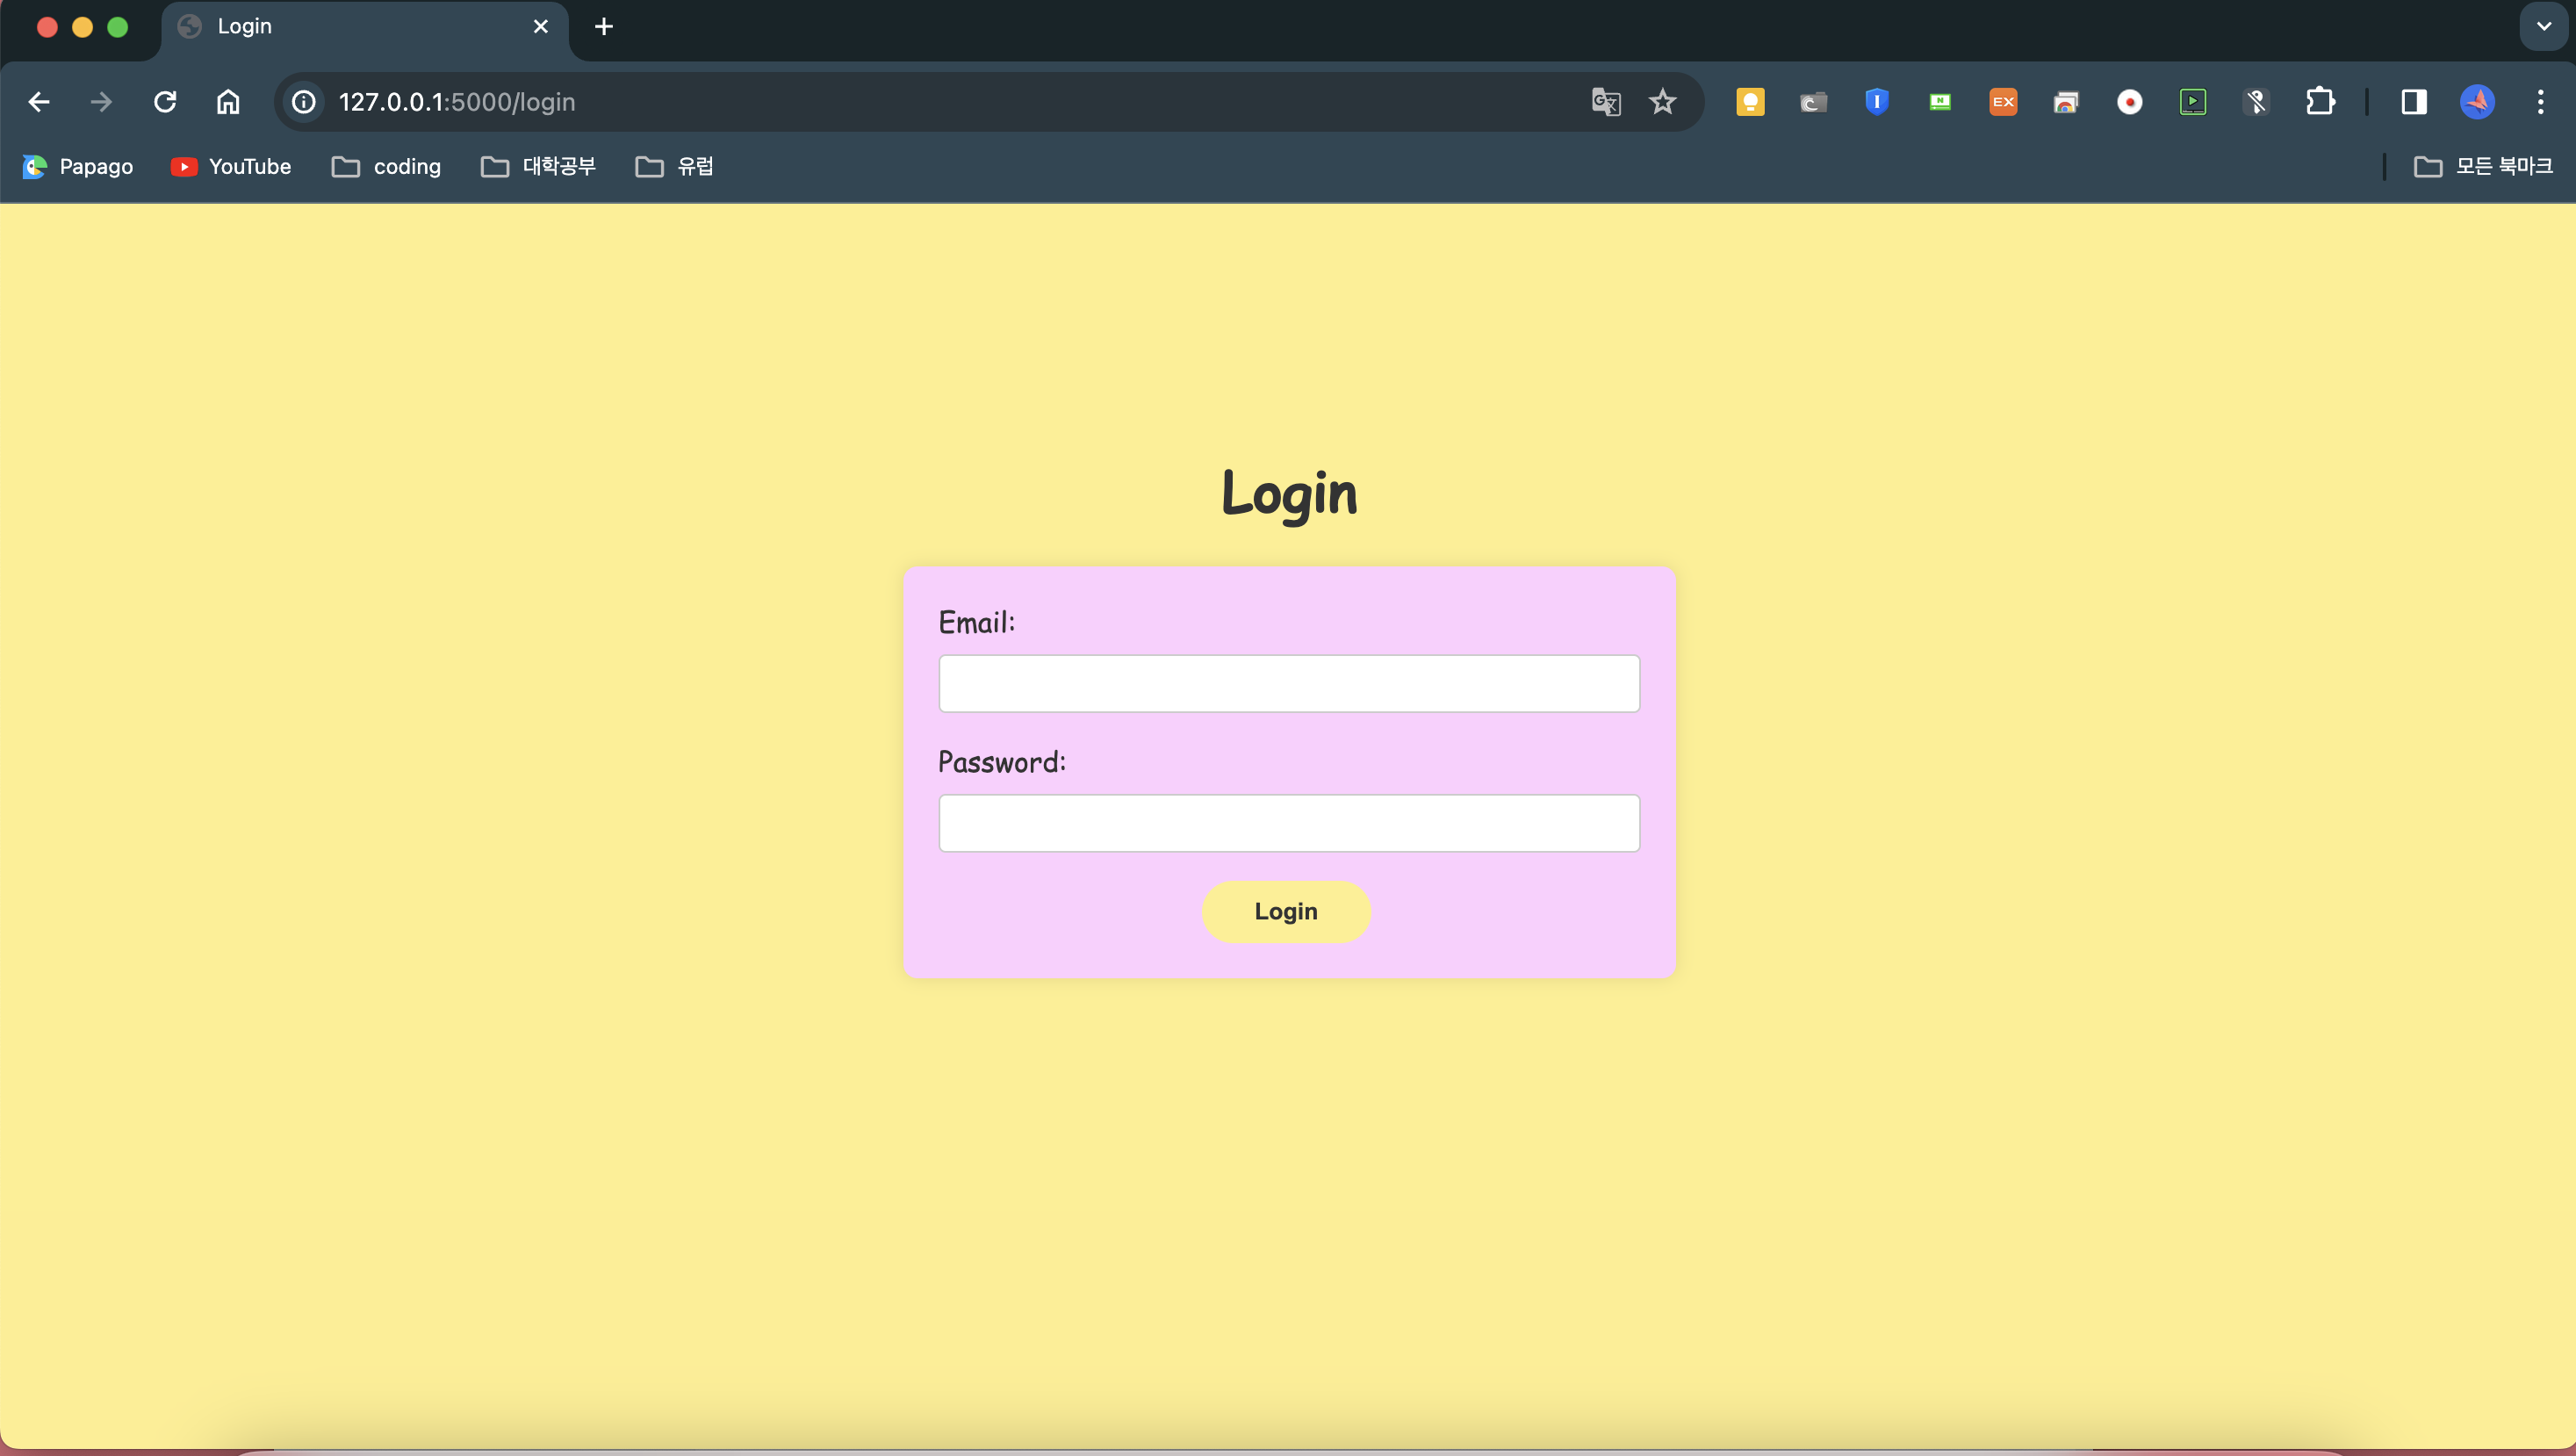 Login
127.0.0.1:5000/login
EX
Papago
YouTube
coding
대학공부
유럽
모든 북마크
Login
Email:
Password:
Login